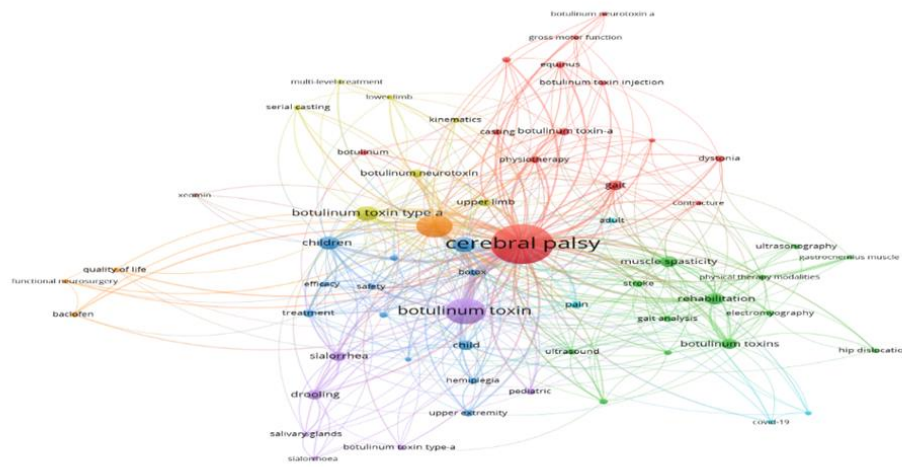 botulinum neurotoxin a
gross motor function
equinus
botulinum toxin injection
multi-level treatment
lower limb
serial casting
kinematics
casting
botulinum toxin-a
botulinum
physiotherapy
dystonia
botulinum neurotoxin
gait
xeomin
upper limb
contracture
botulinum toxin type a
adult
children
cerebral palsy
ultrasonography
gastrocnemius muscle
muscle spasticity
quality of life
botox
physical therapy modalities
functional neurosurgery
efficacy
safety
stroke
rehabilitation
baclofen
treatment
botulinum toxin
pain
gait analysis
electromyography
child
botulinum toxins
sialorrhea
ultrasound
hip dislocatio
hemiplegia
drooling
pediatric
upper extremity
covid-19
salivary glands
botulinum toxin type-a
sialorrhoea